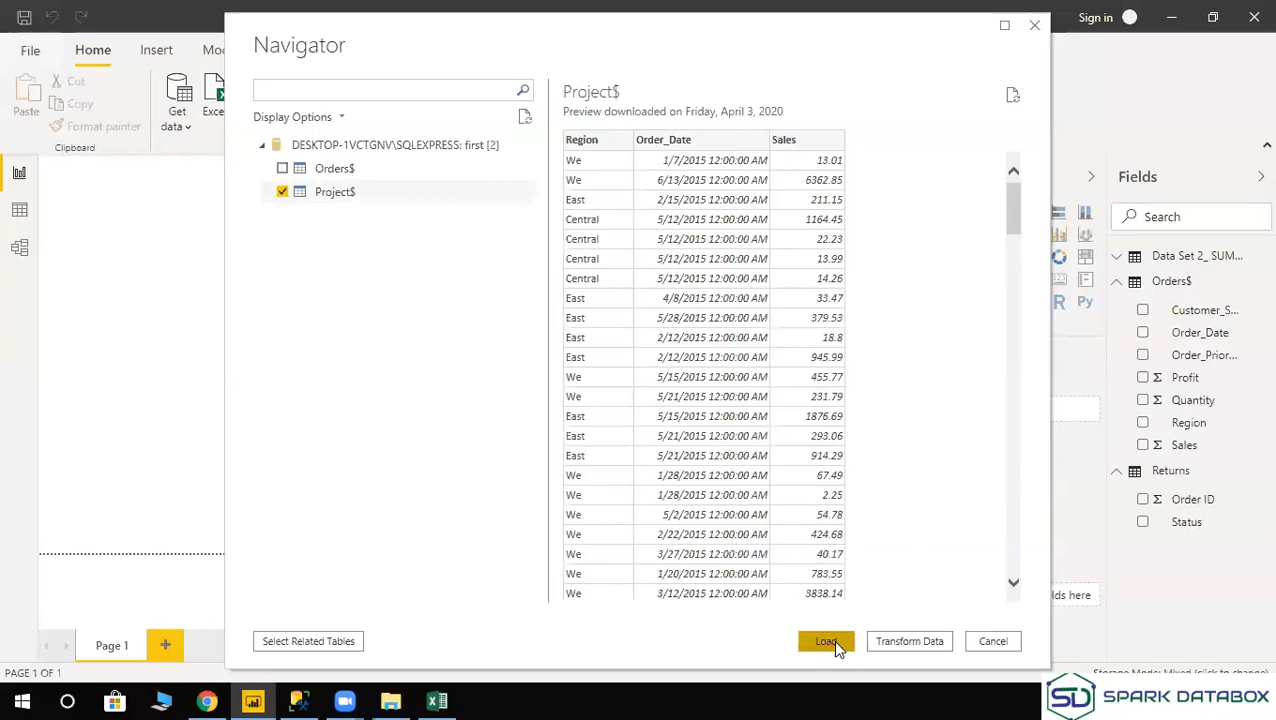 Sign in
File
Home
Insert
Mo
Navigator
Paste
Cut
Copy
Format painter
Clipboard
Get
data
Exce
Display Options
DESKTOP-1VCTGNV\SQLEXPRESS: first [2]
Orders$
Project$
Project$
Preview downloaded on Friday, April 3, 2020
Region Order_Date Sales
We 1/7/2015 12:00:00 AM 13.01
We 6/13/2015 12:00:00 AM 6362.85
East 2/15/2015 12:00:00 AM 211.15
Central 5/12/2015 12:00:00 AM 1164.45
Central 5/12/2015 12:00:00 AM 22.23
Central 5/12/2015 12:00:00 AM 13.99
Central 5/12/2015 12:00:00 AM 14.26
East 4/8/2015 12:00:00 AM 33.47
East 5/28/2015 12:00:00 AM 379.53
East 2/12/2015 12:00:00 AM 18.8
East 2/12/2015 12:00:00 AM 945.99
We 5/15/2015 12:00:00 AM 455.77
We 5/21/2015 12:00:00 AM 231.79
East 5/15/2015 12:00:00 AM 1876.69
East 5/21/2015 12:00:00 AM 293.06
East 5/21/2015 12:00:00 AM 914.29
We 1/28/2015 12:00:00 AM 67.49
We 1/28/2015 12:00:00 AM 2.25
We 5/2/2015 12:00:00 AM 54.78
We 2/22/2015 12:00:00 AM 424.68
We 3/27/2015 12:00:00 AM 40.17
We 1/20/2015 12:00:00 AM 783.55
We 3/12/2015 12:00:00 AM 3838.14
Select Related Tables
Load
Transform Data
Cancel
Fields
Search
Data Set 2_ SUM...
Orders$
Customer_S...
Order_Date
Order_Prior...
Profit
Quantity
Region
Sales
Returns
Order ID
Status
R
Py
lds here
Page 1
PAGE 1 OF 1
Storage Mode: Mixed (click to change)
SD SPARK DATABOX